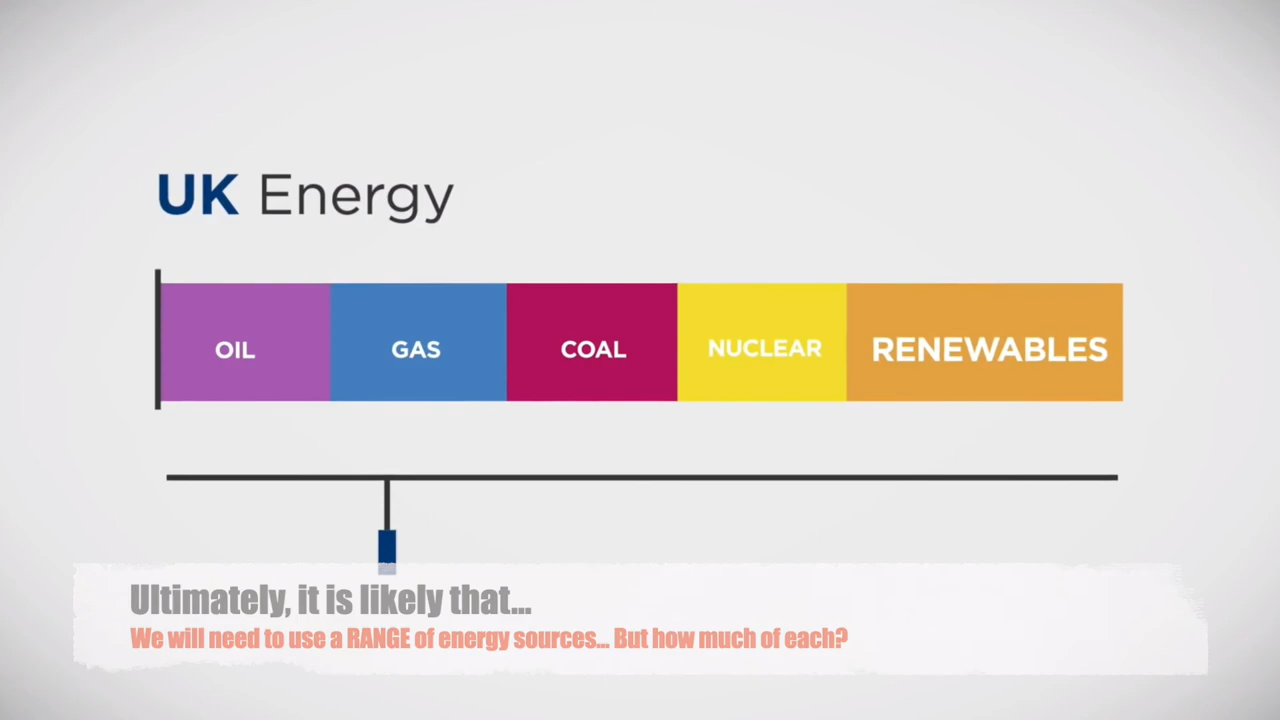 UK Energy
OIL GAS COAL NUCLEAR RENEWABLES
Ultimately, it is likely that...
We will need to use a RANGE of energy sources... But how much of each?